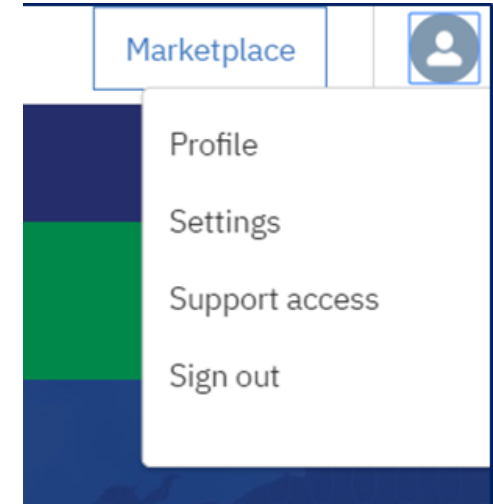 Marketplace
Profile
Settings
Support access
Sign out